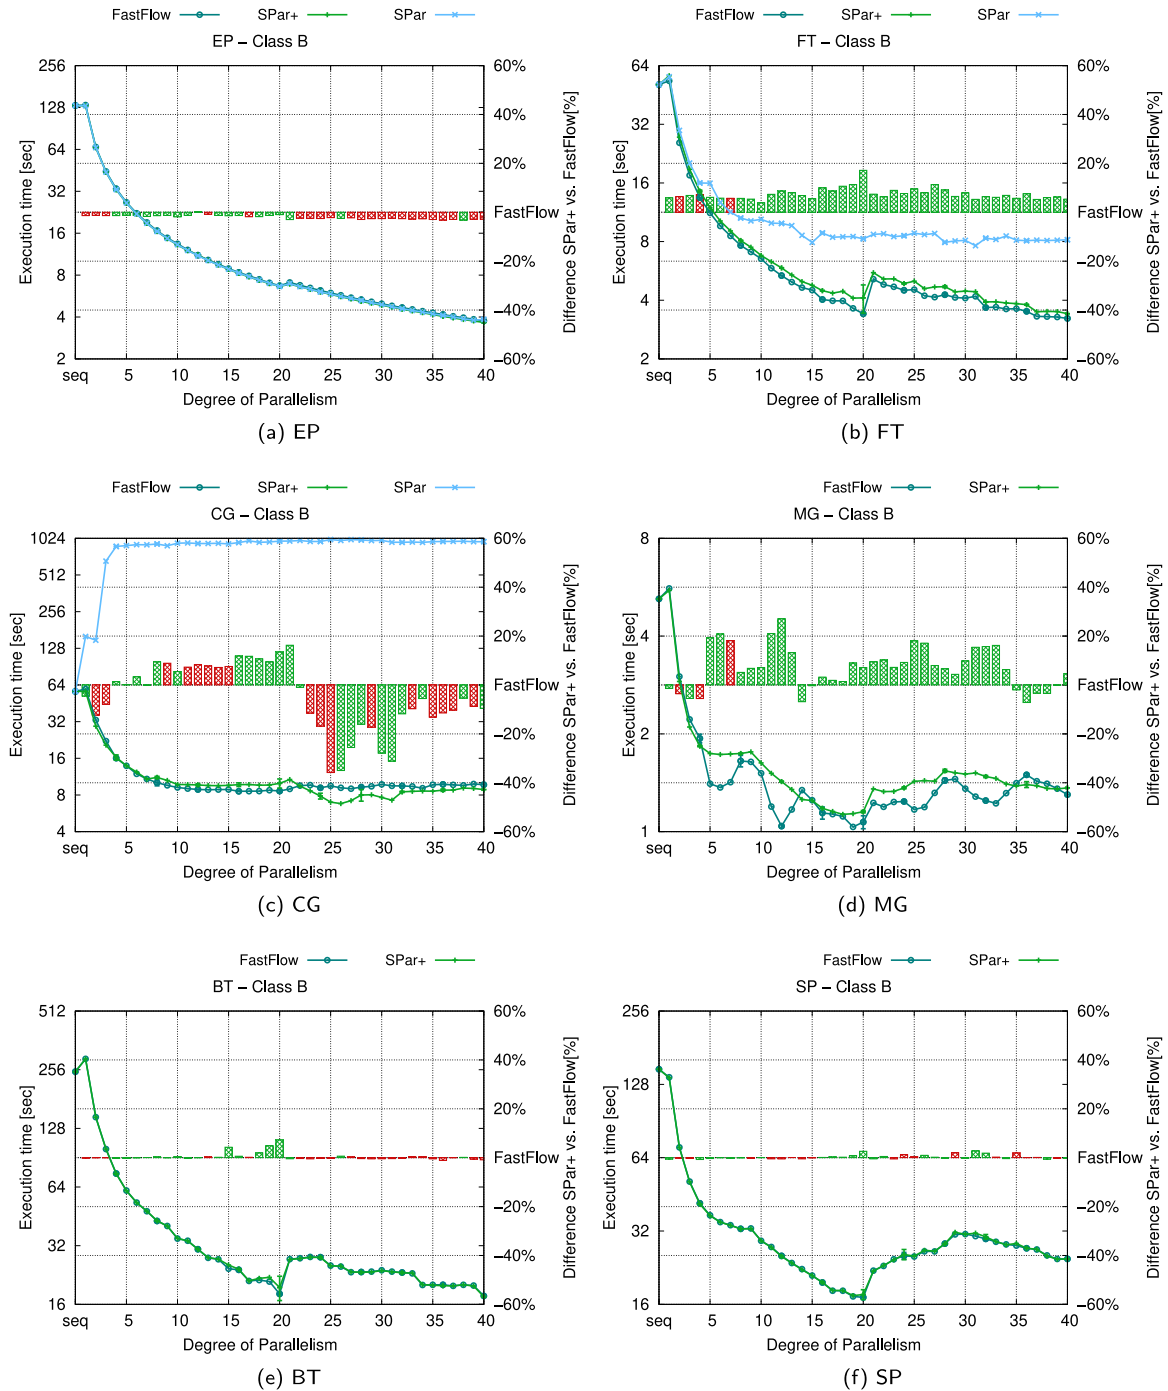 FastFlow SPar+ SPar
EP – Class B
256
128
64
32
16
8
4
2
60%
40%
20%
FastFlow
−20%
−40%
−60%
seq 5 10 15 20 25 30 35 40
Execution time [sec]
Difference SPar+ vs. FastFlow[%]
Degree of Parallelism
(a) EP
FastFlow SPar+ SPar
FT – Class B
64
32
16
8
4
2
60%
40%
20%
FastFlow
−20%
−40%
−60%
seq 5 10 15 20 25 30 35 40
Execution time [sec]
Difference SPar+ vs. FastFlow[%]
Degree of Parallelism
(b) FT
FastFlow SPar+ SPar
CG – Class B
1024
512
256
128
64
32
16
8
4
60%
40%
20%
FastFlow
−20%
−40%
−60%
seq 5 10 15 20 25 30 35 40
Execution time [sec]
Difference SPar+ vs. FastFlow[%]
Degree of Parallelism
(c) CG
FastFlow SPar+
MG – Class B
8
4
2
1
60%
40%
20%
FastFlow
−20%
−40%
−60%
seq 5 10 15 20 25 30 35 40
Execution time [sec]
Difference SPar+ vs. FastFlow[%]
Degree of Parallelism
(d) MG
FastFlow SPar+
BT – Class B
512
256
128
64
32
16
60%
40%
20%
FastFlow
−20%
−40%
−60%
seq 5 10 15 20 25 30 35 40
Execution time [sec]
Difference SPar+ vs. FastFlow[%]
Degree of Parallelism
(e) BT
FastFlow SPar+
SP – Class B
256
128
64
32
16
60%
40%
20%
FastFlow
−20%
−40%
−60%
seq 5 10 15 20 25 30 35 40
Execution time [sec]
Difference SPar+ vs. FastFlow[%]
Degree of Parallelism
(f) SP